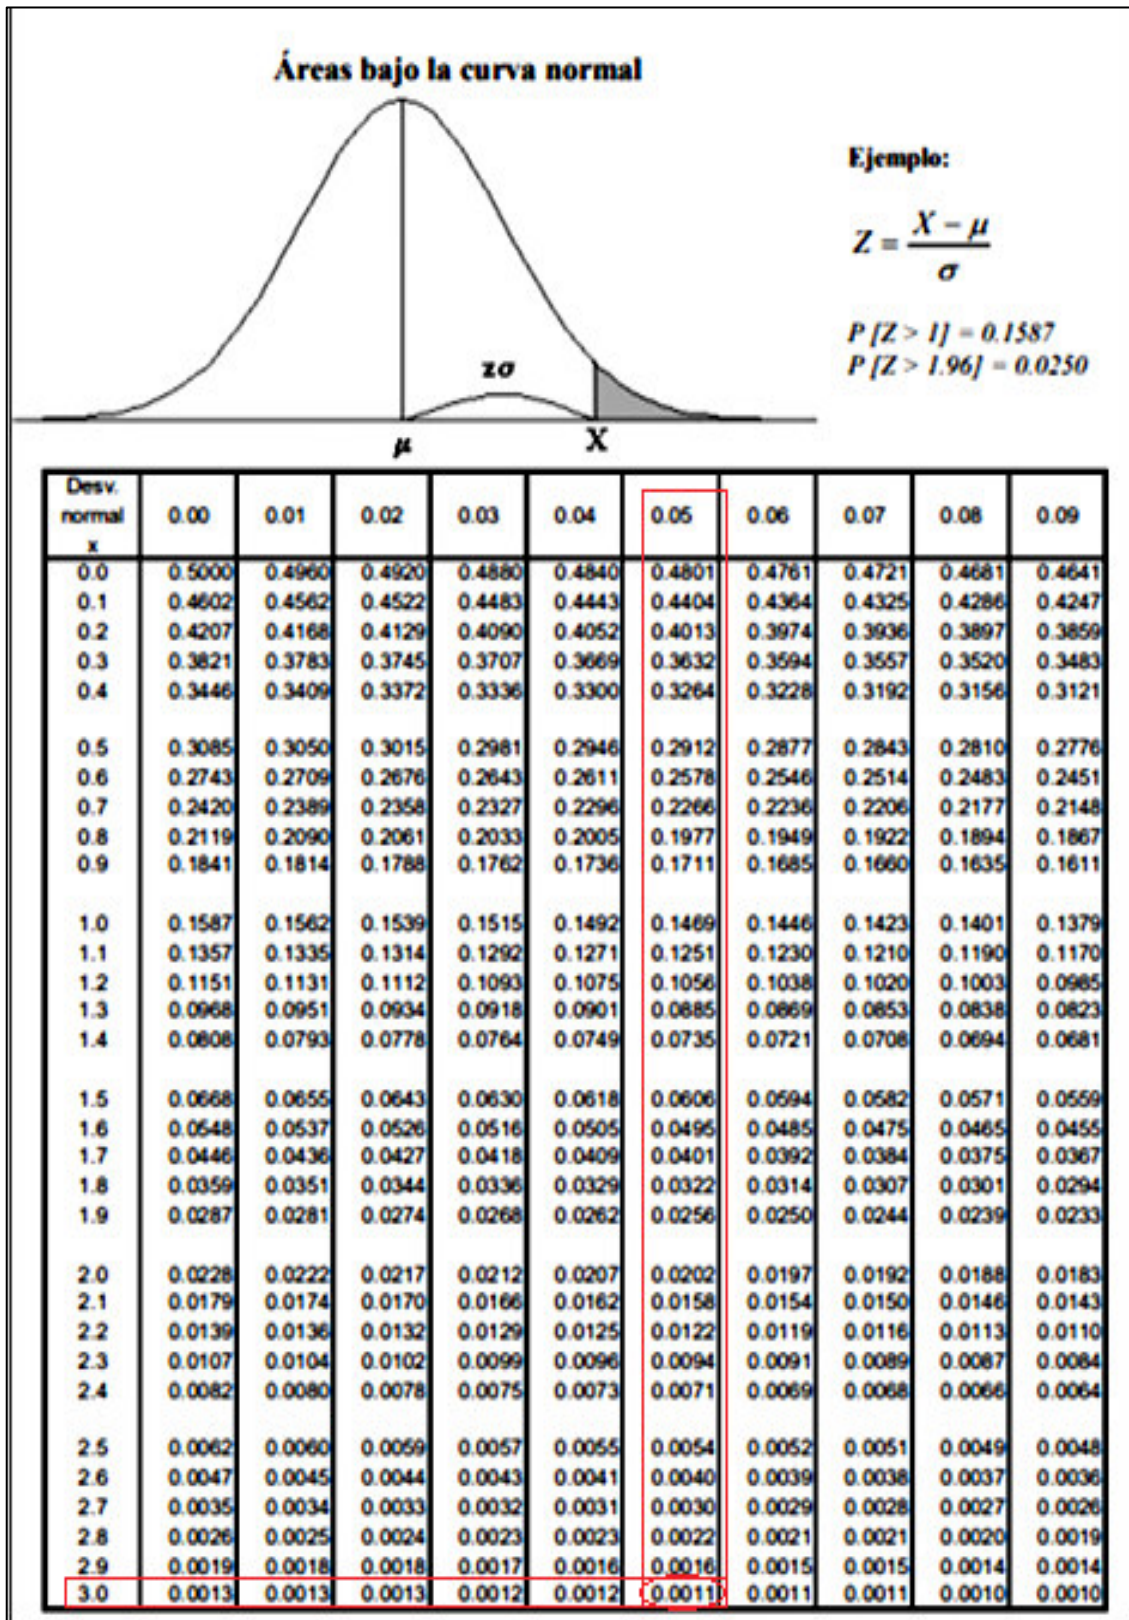 Áreas bajo la curva normal
Ejemplo:
Z = X − μ / σ
P [Z > 1] = 0.1587
P [Z > 1.96] = 0.0250
zσ
μ X
Desv. normal x 0.00 0.01 0.02 0.03 0.04 0.05 0.06 0.07 0.08 0.09
0.0 0.5000 0.4960 0.4920 0.4880 0.4840 0.4801 0.4761 0.4721 0.4681 0.4641
0.1 0.4602 0.4562 0.4522 0.4483 0.4443 0.4404 0.4364 0.4325 0.4286 0.4247
0.2 0.4207 0.4168 0.4129 0.4090 0.4052 0.4013 0.3974 0.3936 0.3897 0.3859
0.3 0.3821 0.3783 0.3745 0.3707 0.3669 0.3632 0.3594 0.3557 0.3520 0.3483
0.4 0.3446 0.3409 0.3372 0.3336 0.3300 0.3264 0.3228 0.3192 0.3156 0.3121
0.5 0.3085 0.3050 0.3015 0.2981 0.2946 0.2912 0.2877 0.2843 0.2810 0.2776
0.6 0.2743 0.2709 0.2676 0.2643 0.2611 0.2578 0.2546 0.2514 0.2483 0.2451
0.7 0.2420 0.2389 0.2358 0.2327 0.2296 0.2266 0.2236 0.2206 0.2177 0.2148
0.8 0.2119 0.2090 0.2061 0.2033 0.2005 0.1977 0.1949 0.1922 0.1894 0.1867
0.9 0.1841 0.1814 0.1788 0.1762 0.1736 0.1711 0.1685 0.1660 0.1635 0.1611
1.0 0.1587 0.1562 0.1539 0.1515 0.1492 0.1469 0.1446 0.1423 0.1401 0.1379
1.1 0.1357 0.1335 0.1314 0.1292 0.1271 0.1251 0.1230 0.1210 0.1190 0.1170
1.2 0.1151 0.1131 0.1112 0.1093 0.1075 0.1056 0.1038 0.1020 0.1003 0.0985
1.3 0.0968 0.0951 0.0934 0.0918 0.0901 0.0885 0.0869 0.0853 0.0838 0.0823
1.4 0.0808 0.0793 0.0778 0.0764 0.0749 0.0735 0.0721 0.0708 0.0694 0.0681
1.5 0.0668 0.0655 0.0643 0.0630 0.0618 0.0606 0.0594 0.0582 0.0571 0.0559
1.6 0.0548 0.0537 0.0526 0.0516 0.0505 0.0495 0.0485 0.0475 0.0465 0.0455
1.7 0.0446 0.0436 0.0427 0.0418 0.0409 0.0401 0.0392 0.0384 0.0375 0.0367
1.8 0.0359 0.0351 0.0344 0.0336 0.0329 0.0322 0.0314 0.0307 0.0301 0.0294
1.9 0.0287 0.0281 0.0274 0.0268 0.0262 0.0256 0.0250 0.0244 0.0239 0.0233
2.0 0.0228 0.0222 0.0217 0.0212 0.0207 0.0202 0.0197 0.0192 0.0188 0.0183
2.1 0.0179 0.0174 0.0170 0.0166 0.0162 0.0158 0.0154 0.0150 0.0146 0.0143
2.2 0.0139 0.0136 0.0132 0.0129 0.0125 0.0122 0.0119 0.0116 0.0113 0.0110
2.3 0.0107 0.0104 0.0102 0.0099 0.0096 0.0094 0.0091 0.0089 0.0087 0.0084
2.4 0.0082 0.0080 0.0078 0.0075 0.0073 0.0071 0.0069 0.0068 0.0066 0.0064
2.5 0.0062 0.0060 0.0059 0.0057 0.0055 0.0054 0.0052 0.0051 0.0049 0.0048
2.6 0.0047 0.0045 0.0044 0.0043 0.0041 0.0040 0.0039 0.0038 0.0037 0.0036
2.7 0.0035 0.0034 0.0033 0.0032 0.0031 0.0030 0.0029 0.0028 0.0027 0.0026
2.8 0.0026 0.0025 0.0024 0.0023 0.0023 0.0022 0.0021 0.0021 0.0020 0.0019
2.9 0.0019 0.0018 0.0018 0.0017 0.0016 0.0016 0.0015 0.0015 0.0014 0.0014
3.0 0.0013 0.0013 0.0013 0.0012 0.0012 0.0011 0.0011 0.0011 0.0010 0.0010